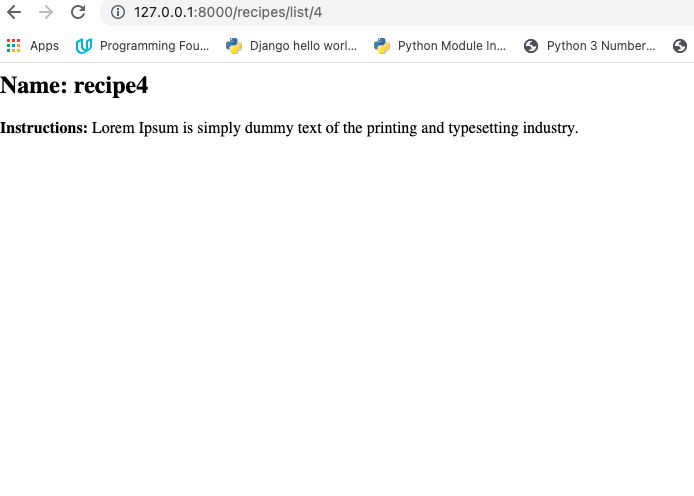 127.0.0.1:8000/recipes/list/4
Apps Programming Fou... Django hello worl... Python Module In... Python 3 Number...
Name: recipe4
Instructions: Lorem Ipsum is simply dummy text of the printing and typesetting industry.